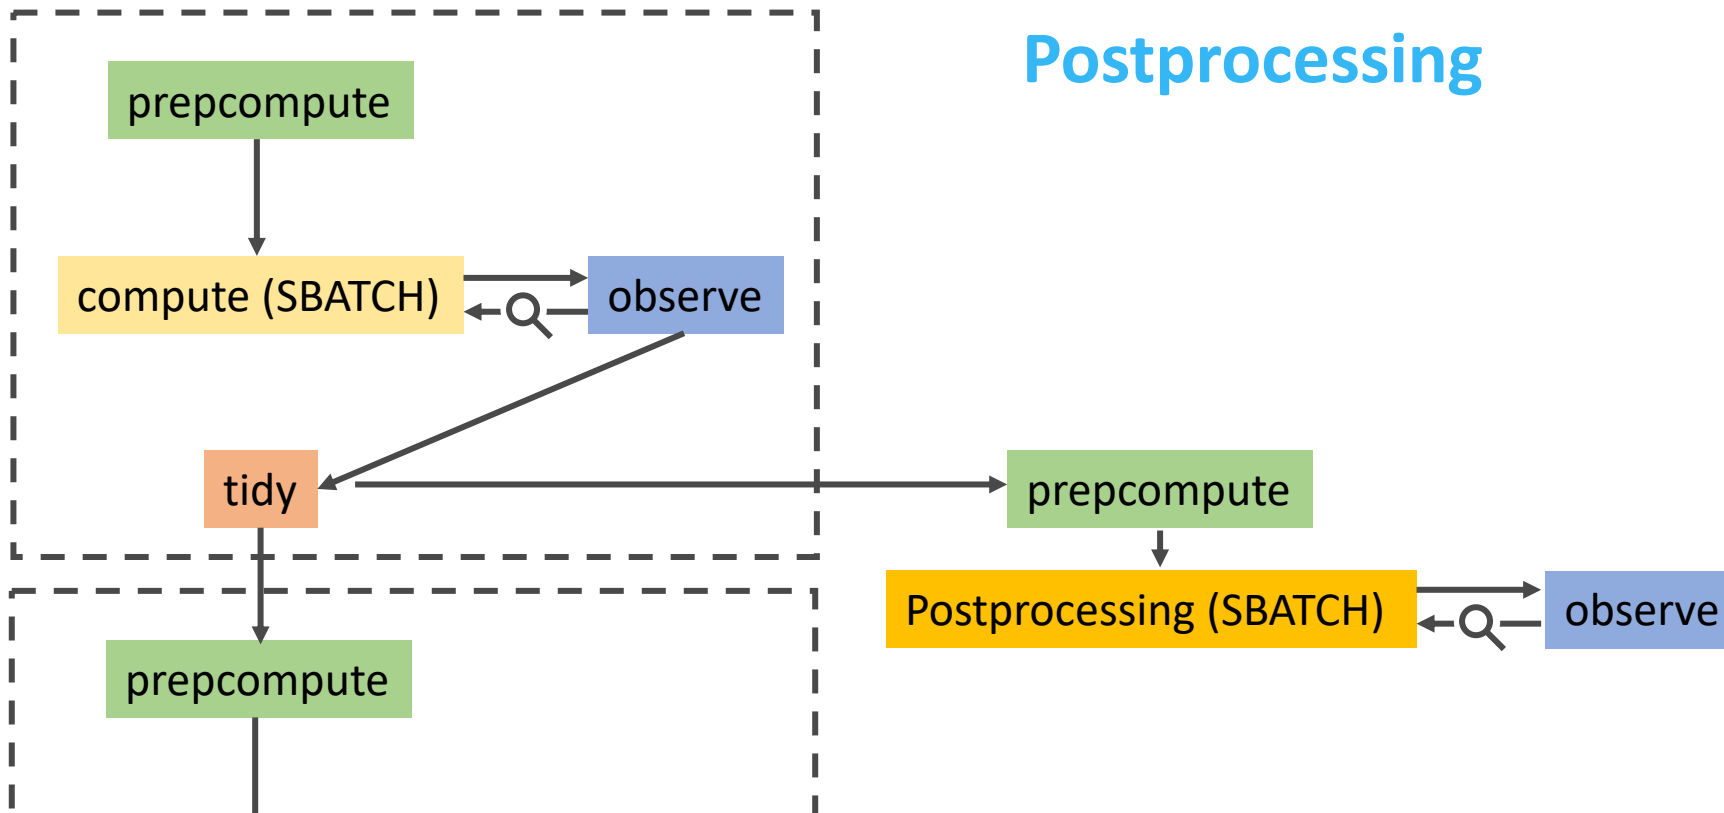 Postprocessing
prepcompute
compute (SBATCH)
observe
tidy
prepcompute
Postprocessing (SBATCH)
observe
prepcompute